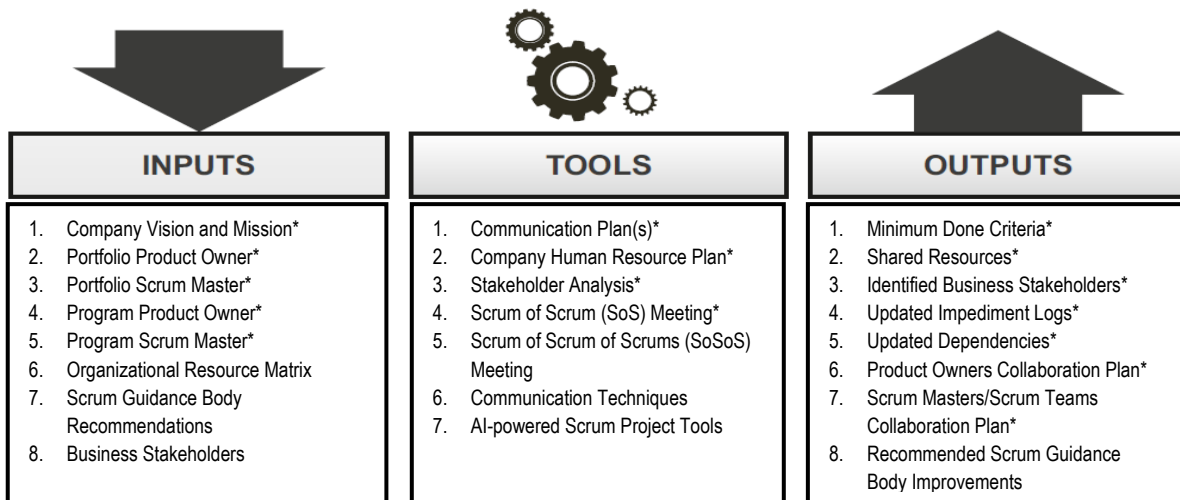 INPUTS
1. Company Vision and Mission*
2. Portfolio Product Owner*
3. Portfolio Scrum Master*
4. Program Product Owner*
5. Program Scrum Master*
6. Organizational Resource Matrix
7. Scrum Guidance Body
Recommendations
8. Business Stakeholders
TOOLS
1. Communication Plan(s)*
2. Company Human Resource Plan*
3. Stakeholder Analysis*
4. Scrum of Scrum (SoS) Meeting*
5. Scrum of Scrum of Scrums (SoSoS)
Meeting
6. Communication Techniques
7. AI-powered Scrum Project Tools
OUTPUTS
1. Minimum Done Criteria*
2. Shared Resources*
3. Identified Business Stakeholders*
4. Updated Impediment Logs*
5. Updated Dependencies*
6. Product Owners Collaboration Plan*
7. Scrum Masters/Scrum Teams
Collaboration Plan*
8. Recommended Scrum Guidance
Body Improvements